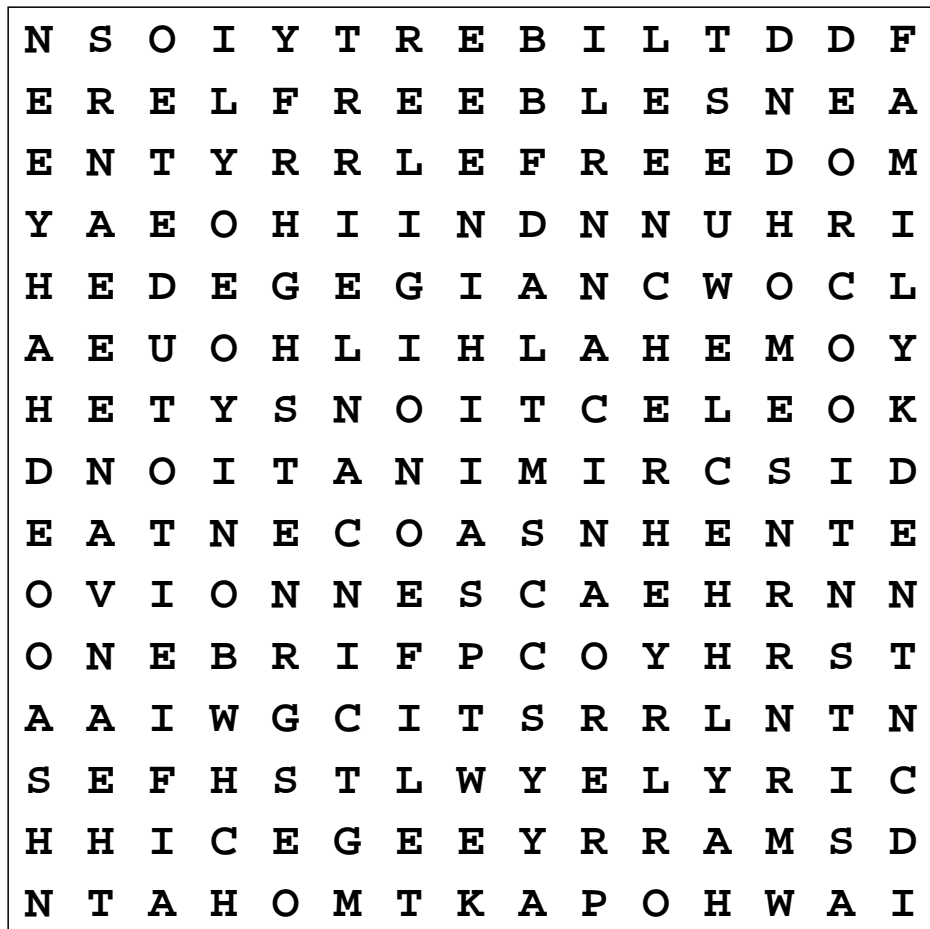 N S O I Y T R E B I L T D D F
E R E L F R E E B L E S N E A
E N T Y R R L E F R E E D O M
Y A E O H I I N D N N U H R I
H E D E G E G I A N C W O C L
A E U O H L I H L A H E M O Y
H E T Y S N O I T C E L E O K
D N O I T A N I M I R C S I D
E A T N E C O A S N H E N T E
O V I O N N E S C A E H R N N
O N E B R I F P C O Y H R S T
A A I W G C I T S R R L N T N
S E F H S T L W Y E L Y R I C
H H I C E G E E Y R R A M S D
N T A H O M T K A P O H W A I